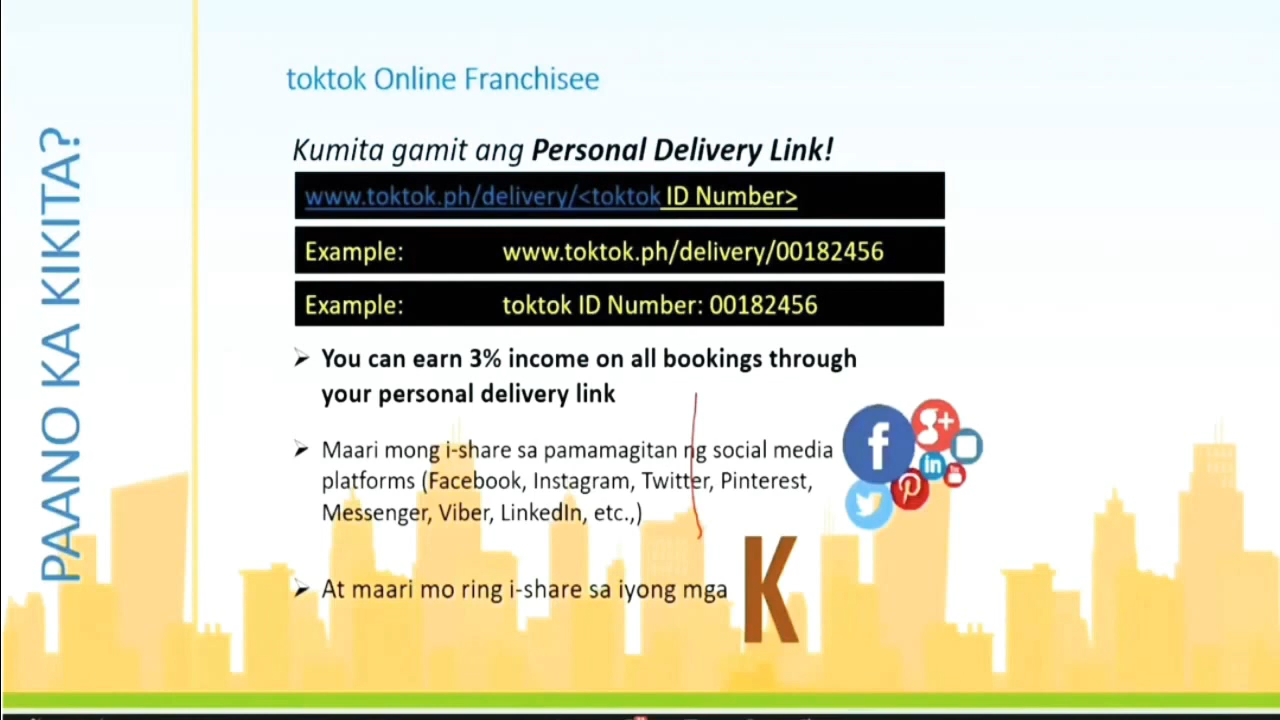 toktok Online Franchisee
PAANO KA KIKITA?
Kumita gamit ang Personal Delivery Link!
www.toktok.ph/delivery/<toktok ID Number>
Example: www.toktok.ph/delivery/00182456
Example: toktok ID Number: 00182456
You can earn 3% income on all bookings through
your personal delivery link
Maari mong i-share sa pamamagitan ng social media
platforms (Facebook, Instagram, Twitter, Pinterest,
Messenger, Viber, LinkedIn, etc.,)
At maari mo ring i-share sa iyong mga K